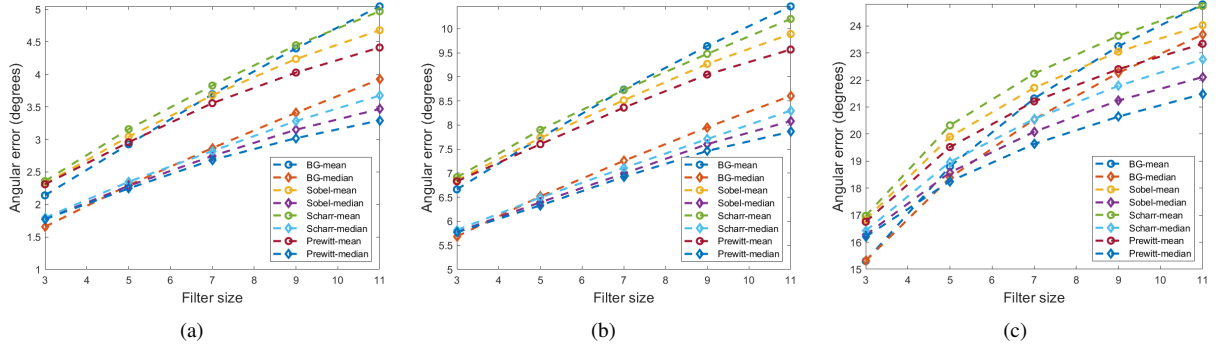 5
4.5
4
3.5
3
2.5
2
1.5
1
Angular error (degrees)
3 4 5 6 7 8 9 10 11
Filter size
BG-mean
BG-median
Sobel-mean
Sobel-median
Scharr-mean
Scharr-median
Prewitt-mean
Prewitt-median
(a)
10
9.5
9
8.5
8
7.5
7
6.5
6
5.5
5
Angular error (degrees)
3 4 5 6 7 8 9 10 11
Filter size
BG-mean
BG-median
Sobel-mean
Sobel-median
Scharr-mean
Scharr-median
Prewitt-mean
Prewitt-median
(b)
24
23
22
21
20
19
18
17
16
15
Angular error (degrees)
3 4 5 6 7 8 9 10 11
Filter size
BG-mean
BG-median
Sobel-mean
Sobel-median
Scharr-mean
Scharr-median
Prewitt-mean
Prewitt-median
(c)